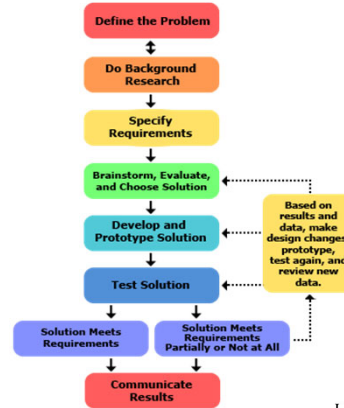 Define the Problem
Do Background
Research
Specify
Requirements
Brainstorm, Evaluate,
and Choose Solution
Develop and
Prototype Solution
Test Solution
Based on
results and
data, make
design changes,
prototype,
test again, and
review new
data.
Solution Meets
Requirements
Solution Meets
Requirements
Partially or Not at All
Communicate
Results